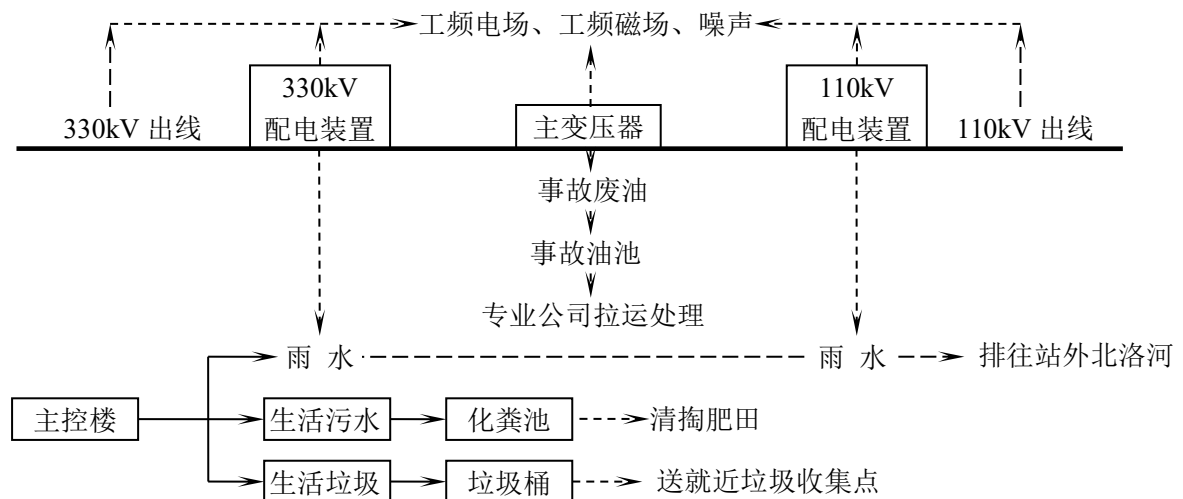 工频电场、工频磁场、噪声
330kV 出线
330kV
配电装置
主变压器
110kV
配电装置
110kV 出线
事故废油
事故油池
专业公司拉运处理
雨 水
雨 水
排往站外北洛河
主控楼
生活污水
化粪池
清掏肥田
生活垃圾
垃圾桶
送就近垃圾收集点